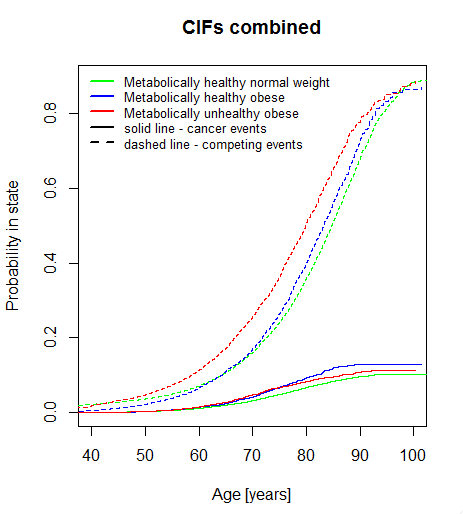 CIFs combined
Metabolically healthy normal weight
Metabolically healthy obese
Metabolically unhealthy obese
solid line - cancer events
dashed line - competing events
Probability in state
0.8
0.6
0.4
0.2
0.0
40 50 60 70 80 90 100
Age [years]